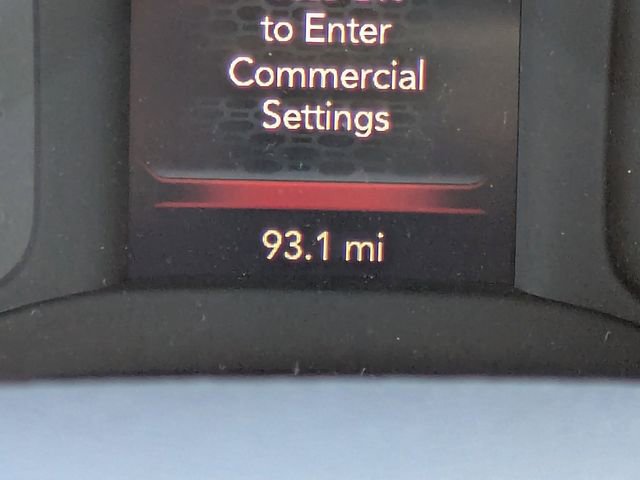 to Enter
Commercial
Settings
93.1 mi